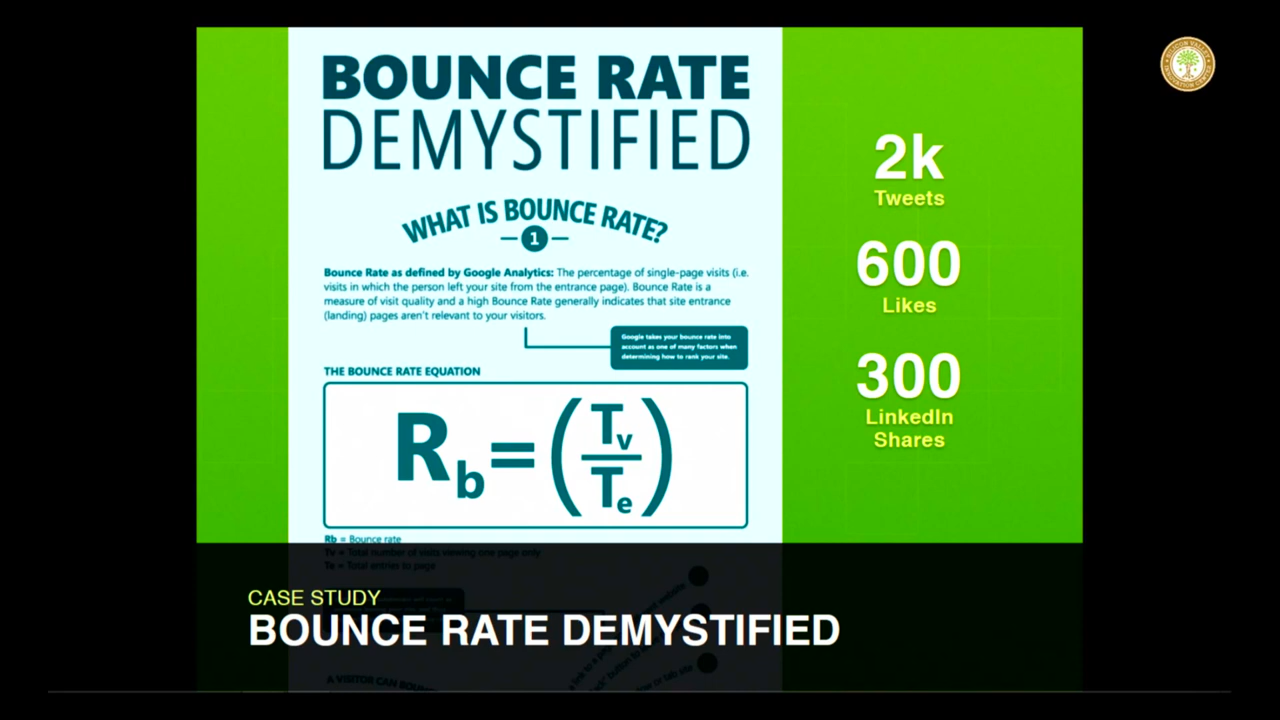 BOUNCE RATE
DEMYSTIFIED
WHAT IS BOUNCE RATE?
1
Bounce Rate as defined by Google Analytics: The percentage of single-page visits (i.e.
visits in which the person left your site from the entrance page). Bounce Rate is a
measure of visit quality and a high Bounce Rate generally indicates that site entrance
(landing) pages aren't relevant to your visitors.
Google takes your bounce rate into
account as one of many factors when
determining how to rank your site.
THE BOUNCE RATE EQUATION
Rb=(Tv/Te)
Rb = Bounce rate
Tv = Total number of visits viewing one page only
Te = Total entries to page
A VISITOR CAN BOUN
2k
Tweets
600
Likes
300
LinkedIn
Shares
CASE STUDY
BOUNCE RATE DEMYSTIFIED